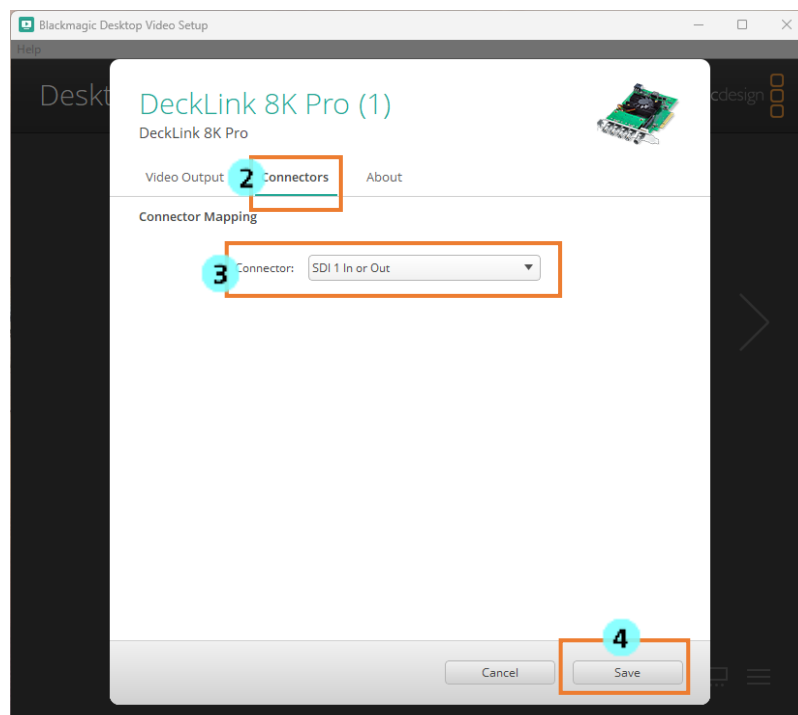 Blackmagic Desktop Video Setup
Help
Deskt
cdesign
DeckLink 8K Pro (1)
DeckLink 8K Pro
Video Output 2 Connectors About
Connector Mapping
3 Connector: SDI 1 In or Out
4
Cancel Save